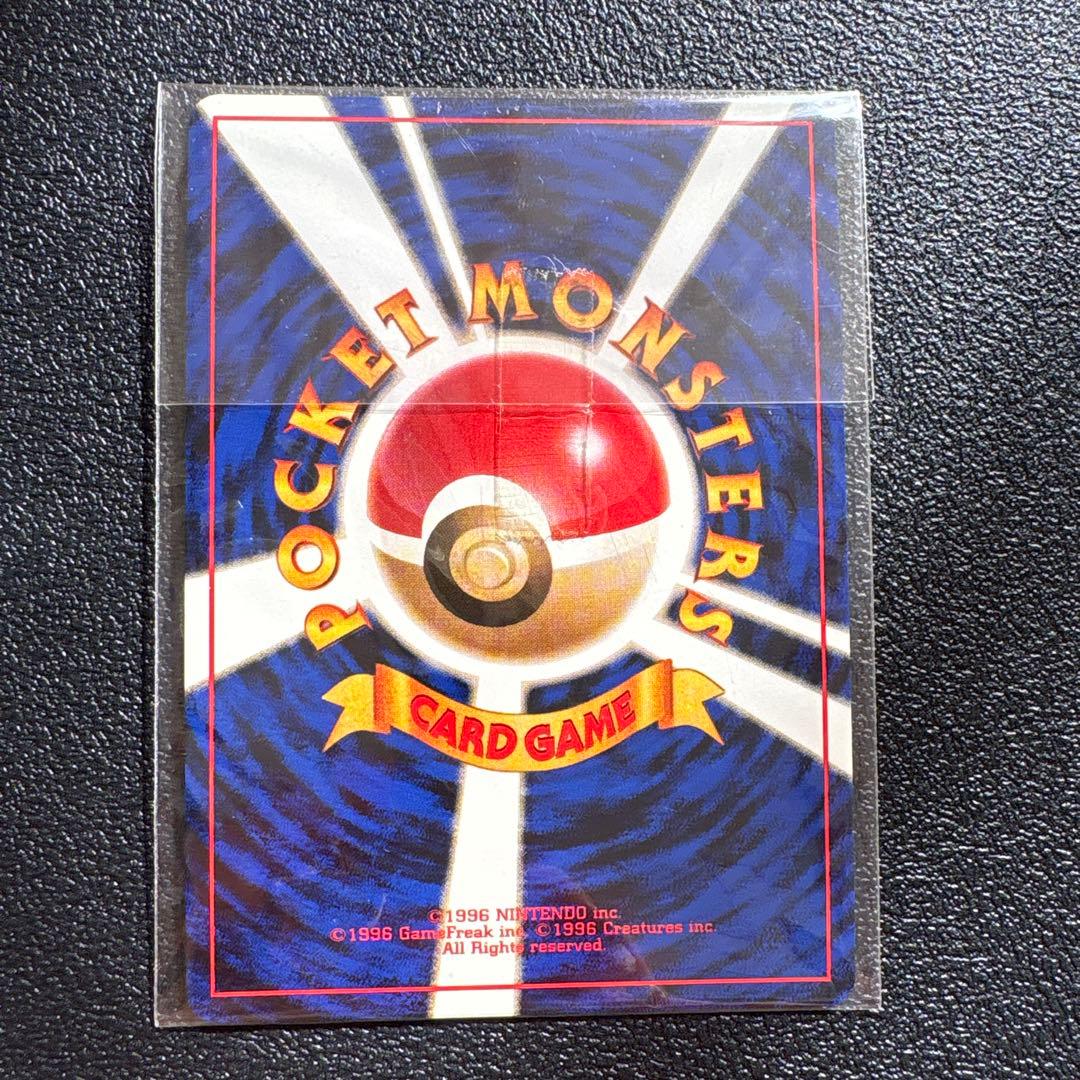 POCKET MONSTERS
CARD GAME
©1996 NINTENDO inc.
©1996 GameFreak inc. ©1996 Creatures inc.
All Rights reserved.